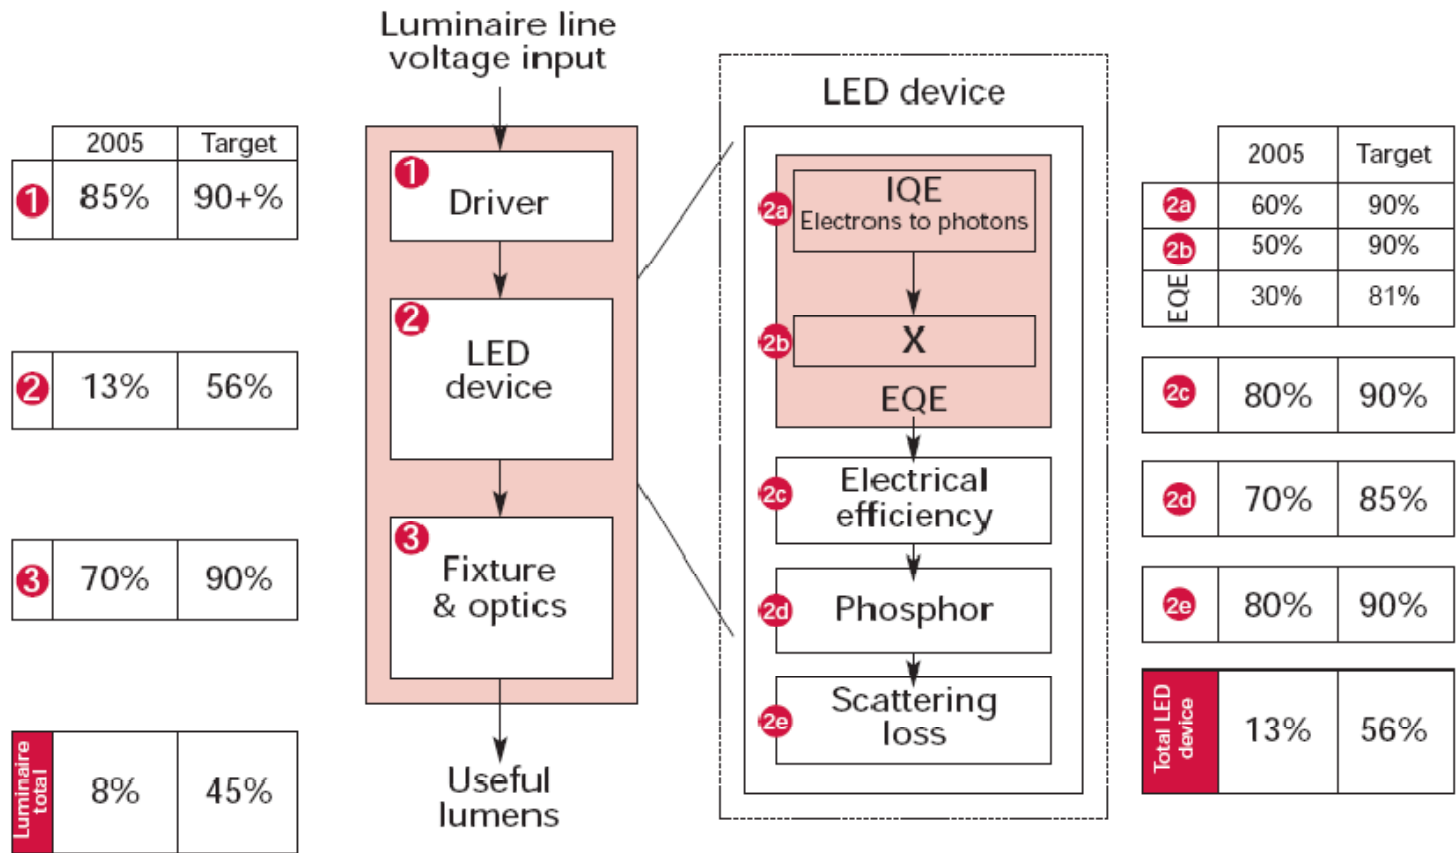 Luminaire line
voltage input
2005 Target
1 85% 90+%
2 13% 56%
3 70% 90%
Luminaire
total
8% 45%
1
Driver
2
LED
device
3
Fixture
& optics
Useful
lumens
LED device
2a
IQE
Electrons to photons
2b
X
EQE
2c
Electrical
efficiency
2d
Phosphor
2e
Scattering
loss
2005 Target
2a 60% 90%
2b 50% 90%
EQE 30% 81%
2c 80% 90%
2d 70% 85%
2e 80% 90%
Total LED
device
13% 56%